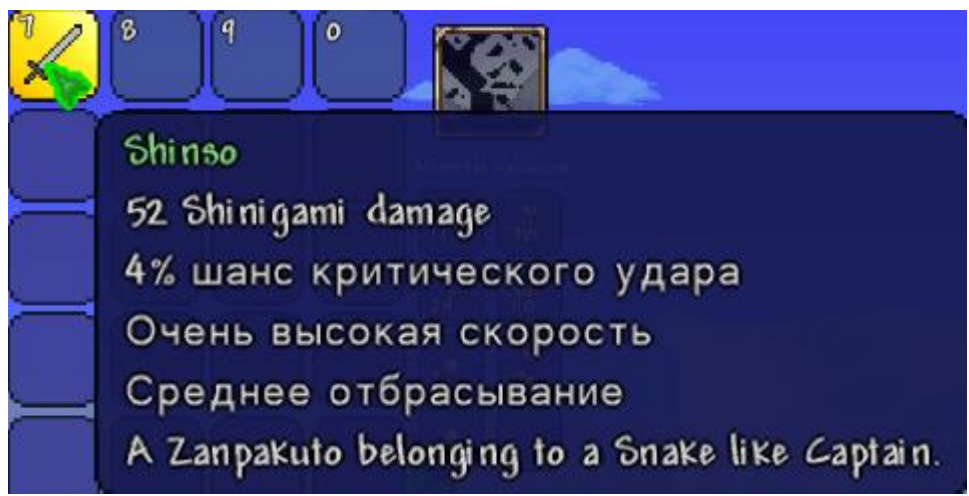 7 8 9 0
Shinso
52 Shinigami damage
4% шанс критического удара
Очень высокая скорость
Среднее отбрасывание
A Zanpakuto belonging to a Snake like Captain.